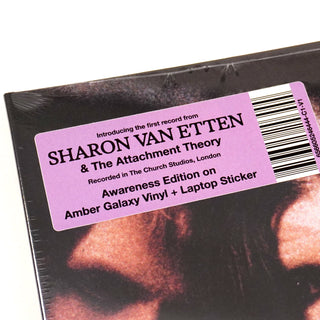 Introducing the first record from
SHARON VAN ETTEN
& The Attachment Theory
Recorded in The Church Studios, London
Awareness Edition on
Amber Galaxy Vinyl + Laptop Sticker